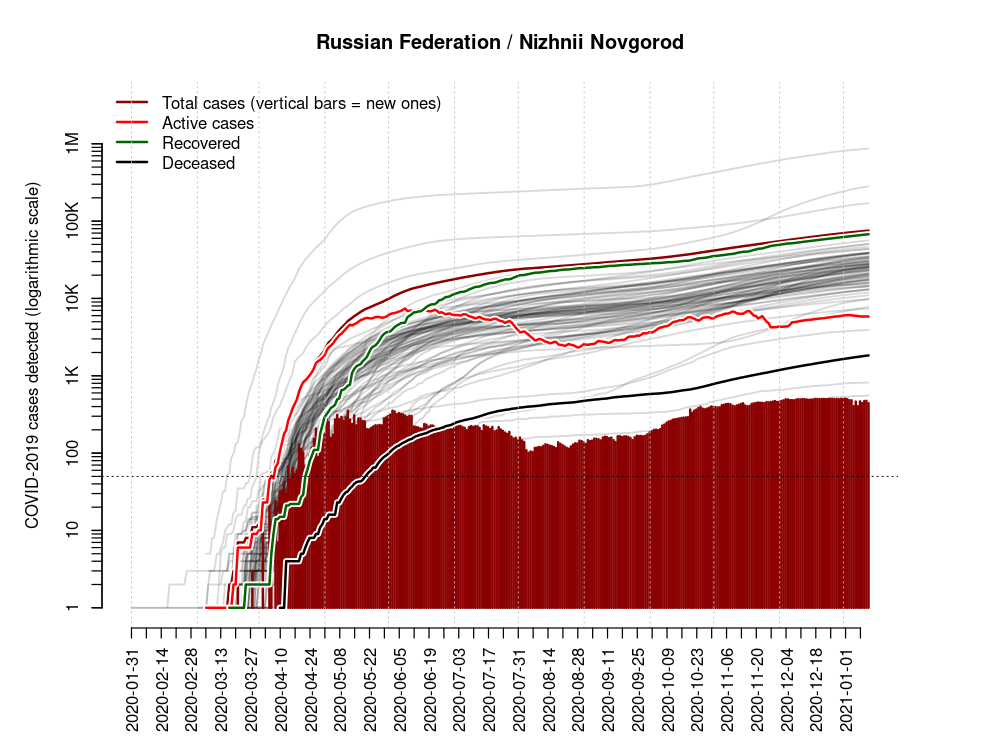 Russian Federation / Nizhnii Novgorod
Total cases (vertical bars = new ones)
Active cases
Recovered
Deceased
COVID-2019 cases detected (logarithmic scale)
1M
100K
10K
1K
100
10
1
2020-01-31
2020-02-14
2020-02-28
2020-03-13
2020-03-27
2020-04-10
2020-04-24
2020-05-08
2020-05-22
2020-06-05
2020-06-19
2020-07-03
2020-07-17
2020-07-31
2020-08-14
2020-08-28
2020-09-11
2020-09-25
2020-10-09
2020-10-23
2020-11-06
2020-11-20
2020-12-04
2020-12-18
2021-01-01